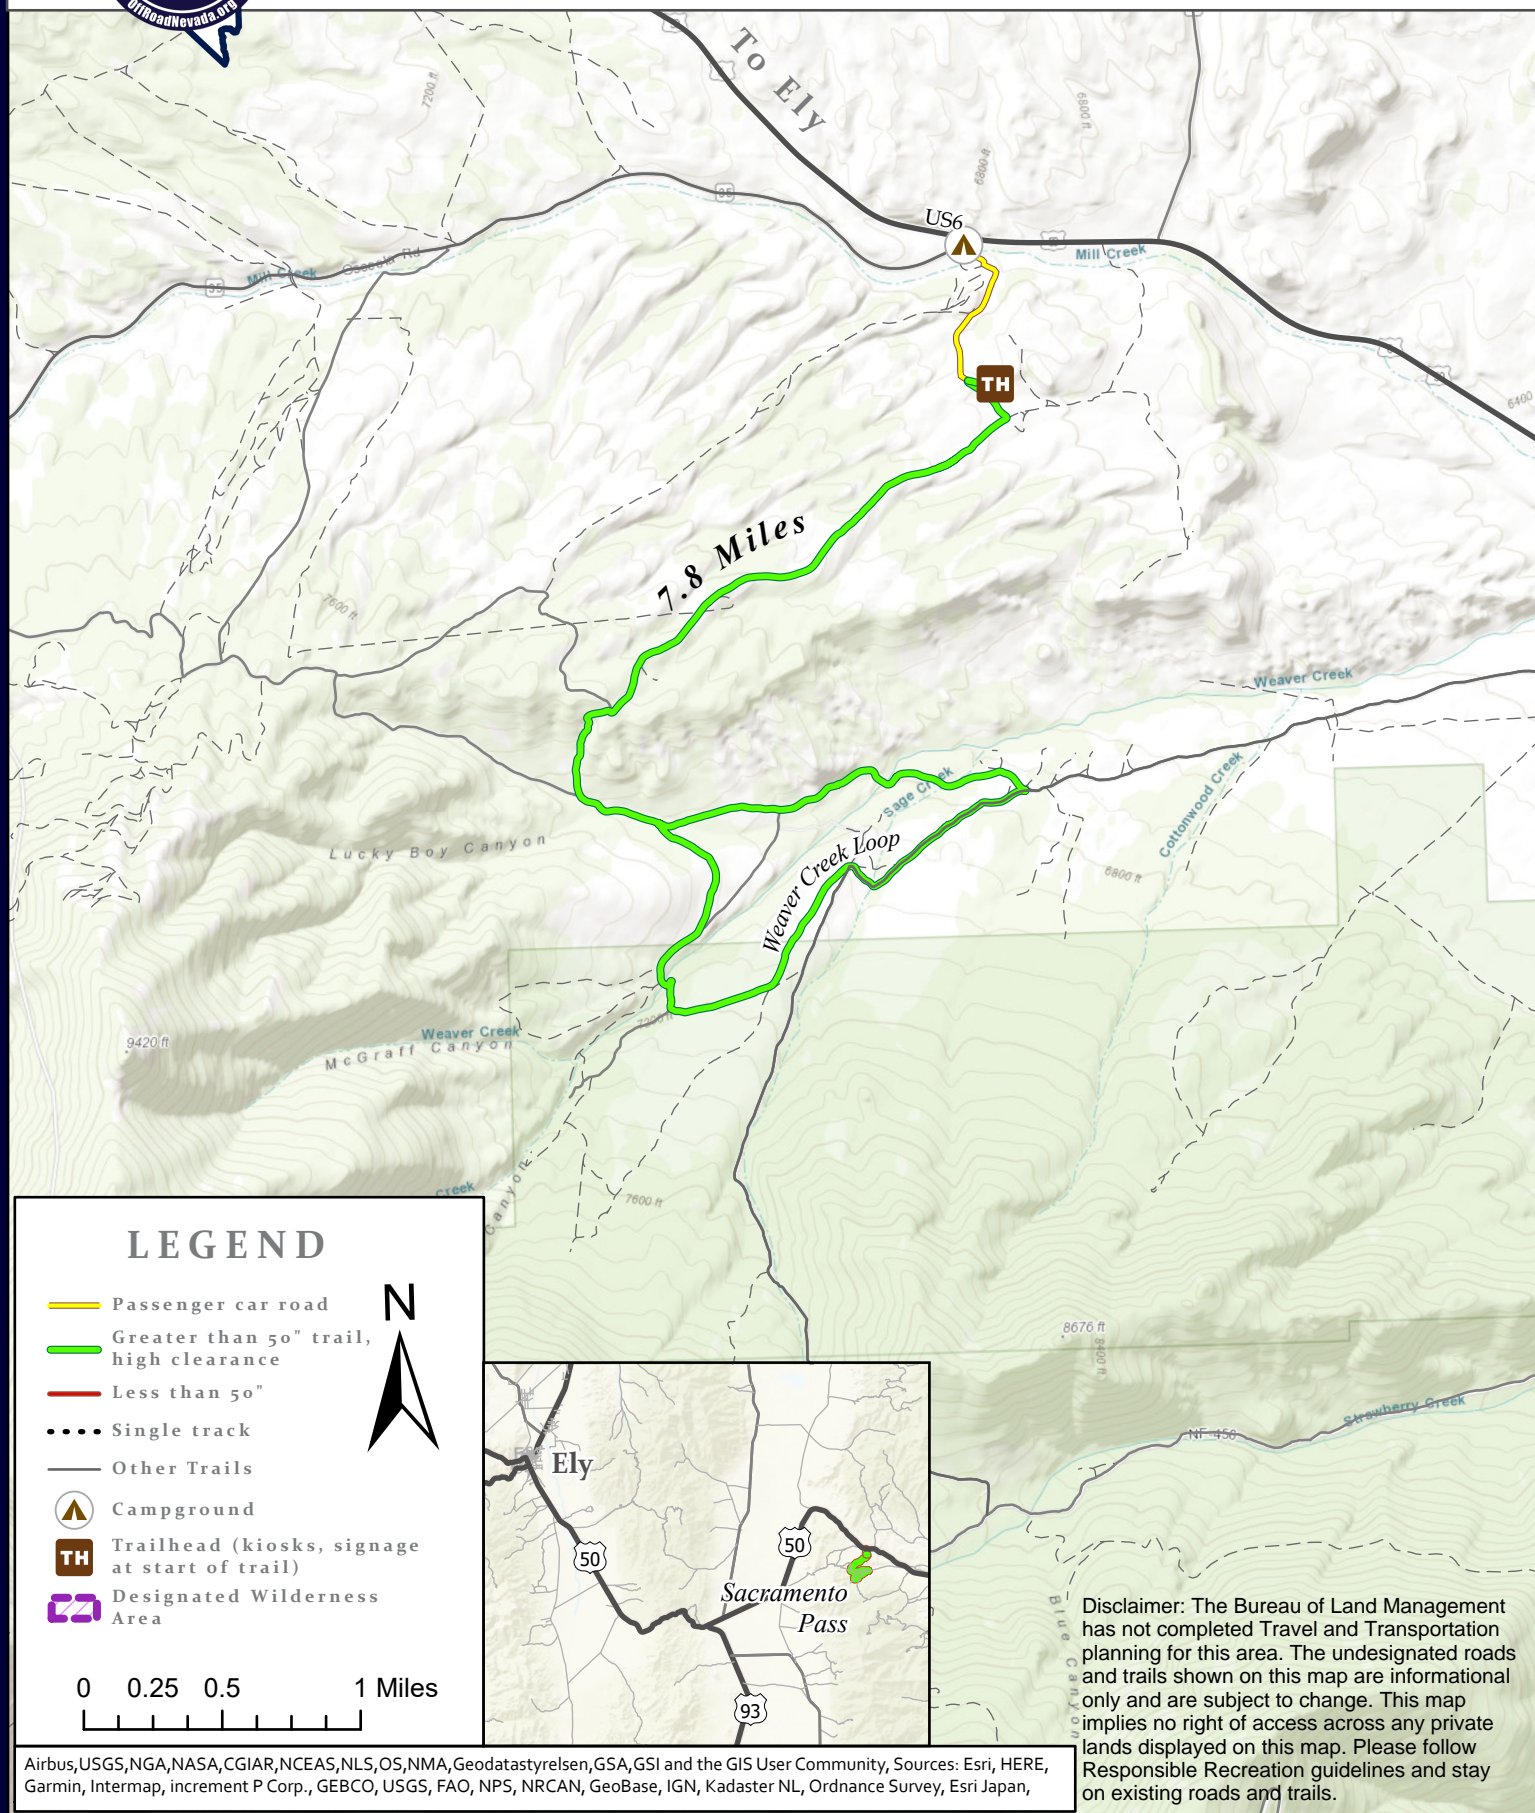 OffRoadNevada.org
To Ely
7200 ft
6800 ft
6800 ft
US6
35
6
Mill Creek
Mill Creek
Osceola Rd
35
6400
7.8 Miles
7600 ft
Weaver Creek
Sage Creek
Cottonwood Creek
Weaver Creek Loop
Lucky Boy Canyon
6800 ft
9420 ft
Weaver Creek
McGraff Canyon
7200 ft
Creek
Canyon
7600 ft
8676 ft
8400 ft
Strawberry Creek
NF-456
Blue Canyon
TH
LEGEND
N
Passenger car road
Greater than 50" trail,
high clearance
Less than 50"
Single track
Other Trails
Campground
TH
Trailhead (kiosks, signage
at start of trail)
Designated Wilderness
Area
0 0.25 0.5 1 Miles
Ely
50
50
Sacramento
Pass
93
Disclaimer: The Bureau of Land Management
has not completed Travel and Transportation
planning for this area. The undesignated roads
and trails shown on this map are informational
only and are subject to change. This map
implies no right of access across any private
lands displayed on this map. Please follow
Responsible Recreation guidelines and stay
on existing roads and trails.
Airbus,USGS,NGA,NASA,CGIAR,NCEAS,NLS,OS,NMA,Geodatastyrelsen,GSA,GSI and the GIS User Community, Sources: Esri, HERE,
Garmin, Intermap, increment P Corp., GEBCO, USGS, FAO, NPS, NRCAN, GeoBase, IGN, Kadaster NL, Ordnance Survey, Esri Japan,